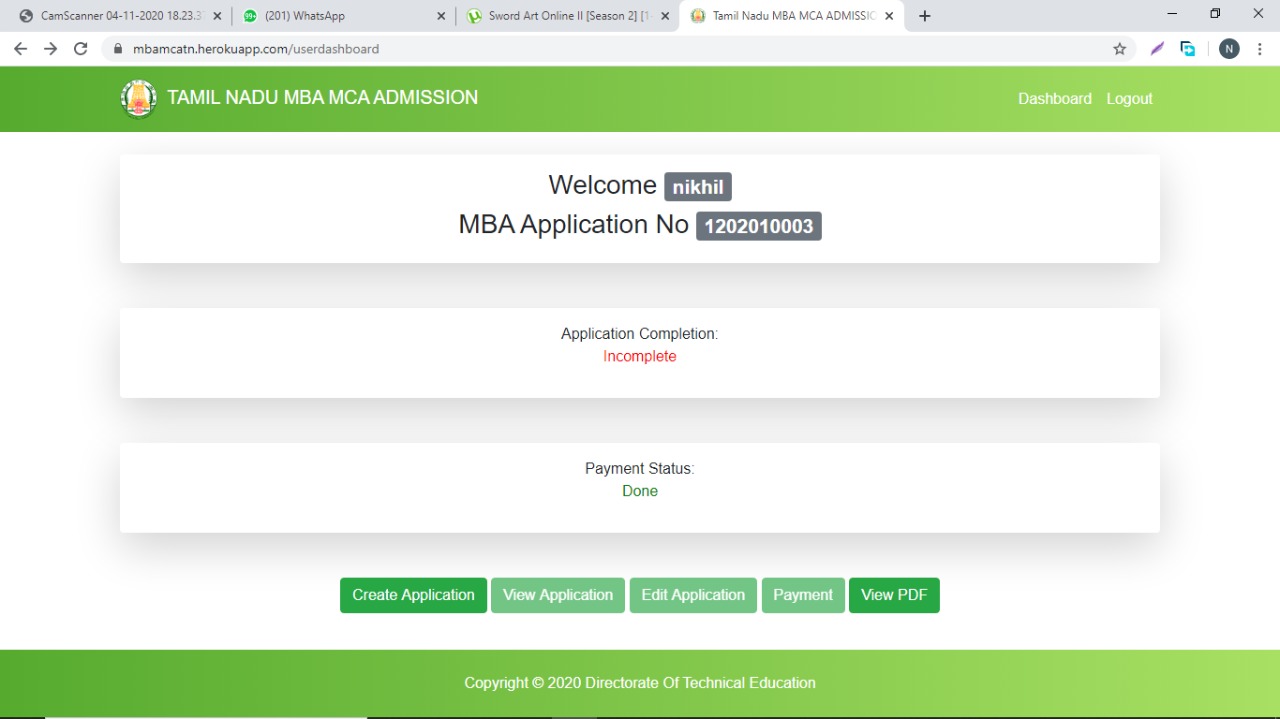 CamScanner 04-11-2020 18.23.3
(201) WhatsApp
Sword Art Online II [Season 2] [1-
Tamil Nadu MBA MCA ADMISSIO
mbamcatn.herokuapp.com/userdashboard
N
TAMIL NADU MBA MCA ADMISSION
Dashboard Logout
Welcome nikhil
MBA Application No 1202010003
Application Completion:
Incomplete
Payment Status:
Done
Create Application View Application Edit Application Payment View PDF
Copyright © 2020 Directorate Of Technical Education